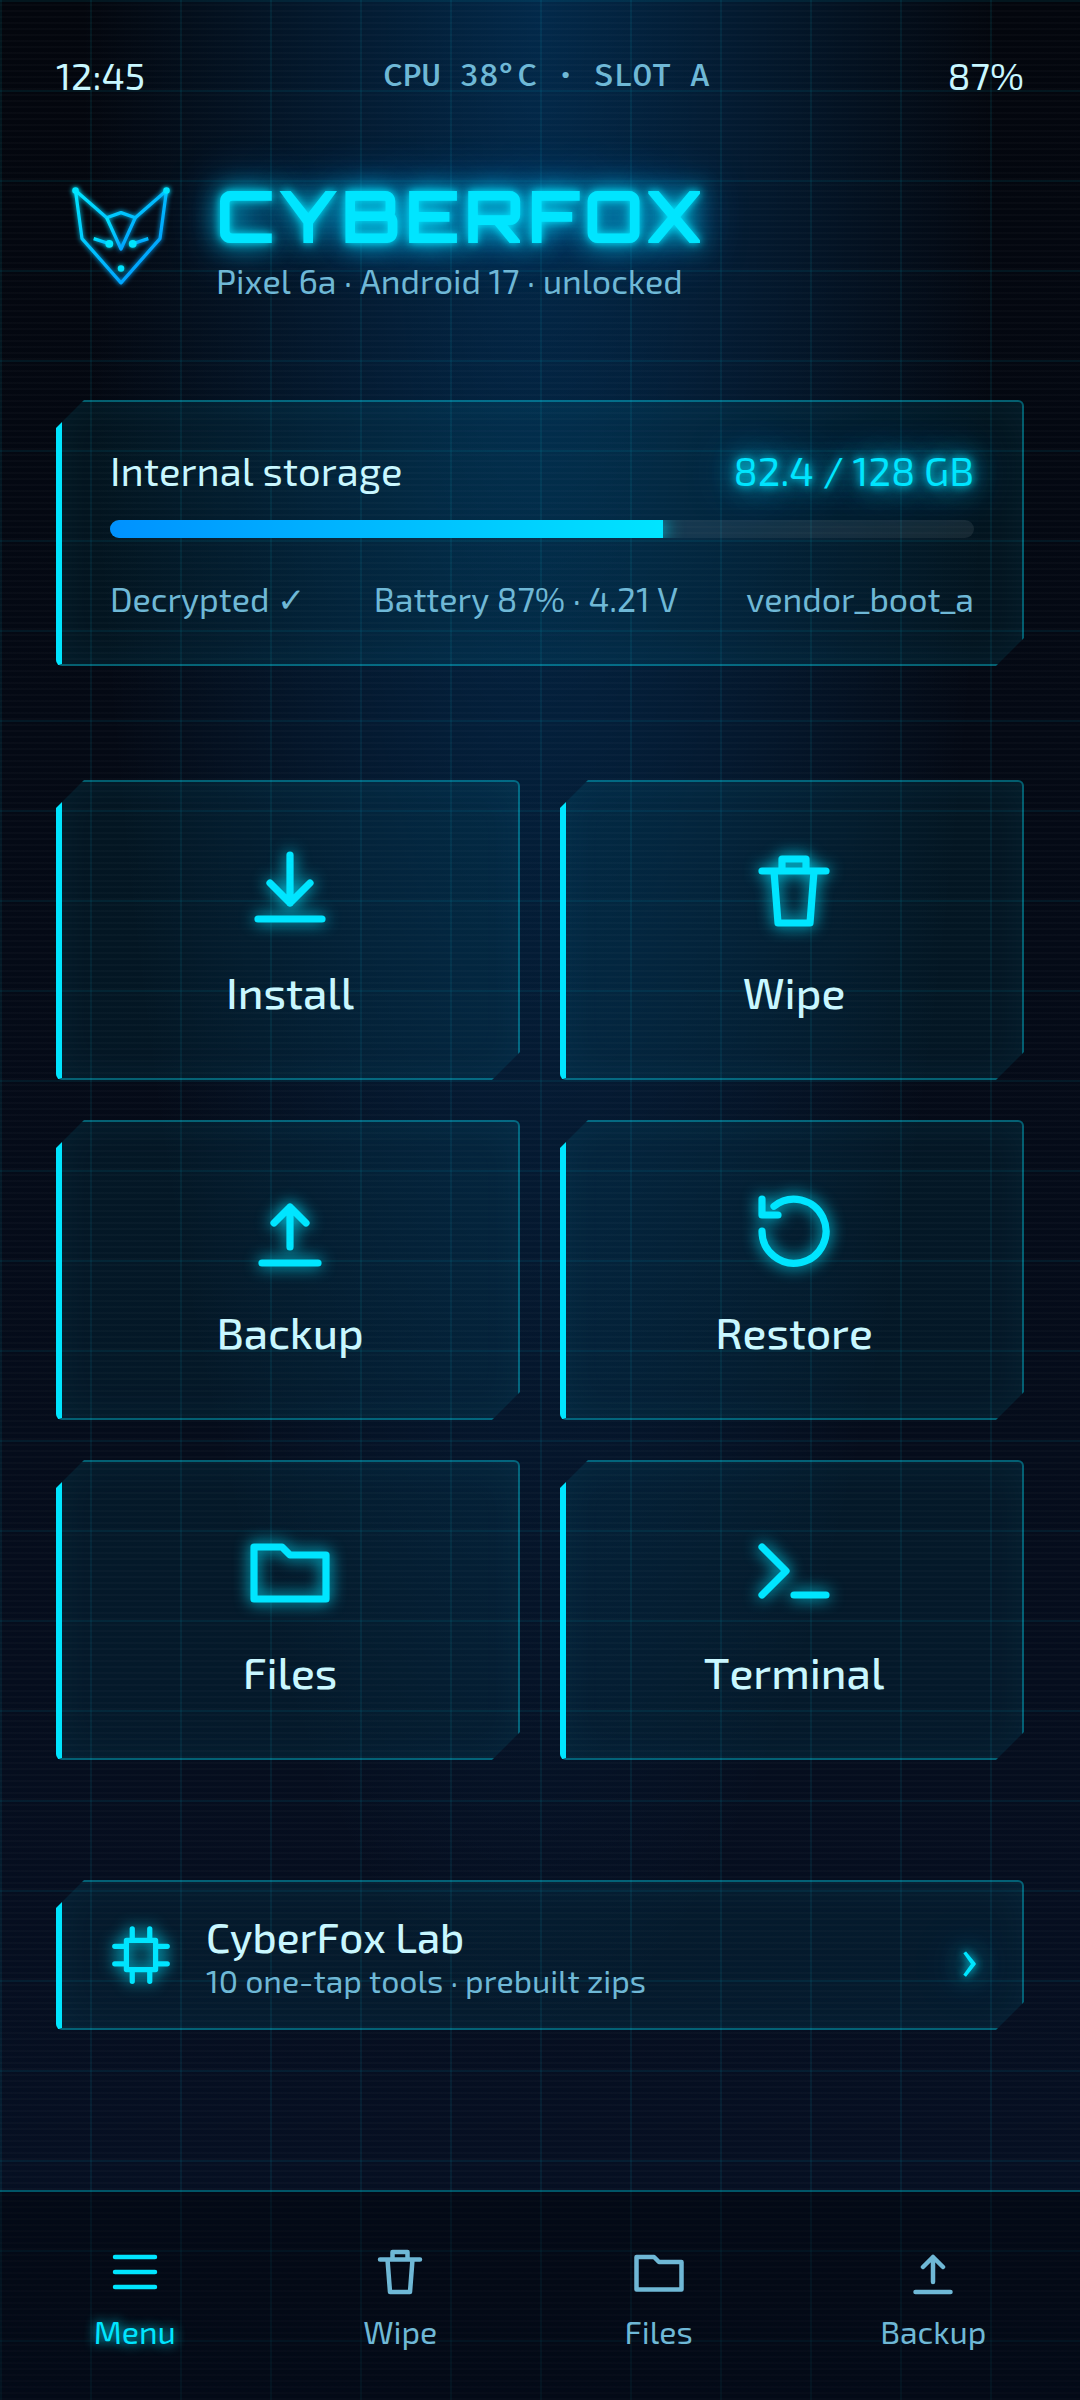 12:45 CPU 38°C · SLOT A 87%
CYBERFOX
Pixel 6a · Android 17 · unlocked
Internal storage 82.4 / 128 GB
Decrypted ✓ Battery 87% · 4.21 V vendor_boot_a
Install Wipe
Backup Restore
Files Terminal
CyberFox Lab
10 one-tap tools · prebuilt zips
Menu Wipe Files Backup